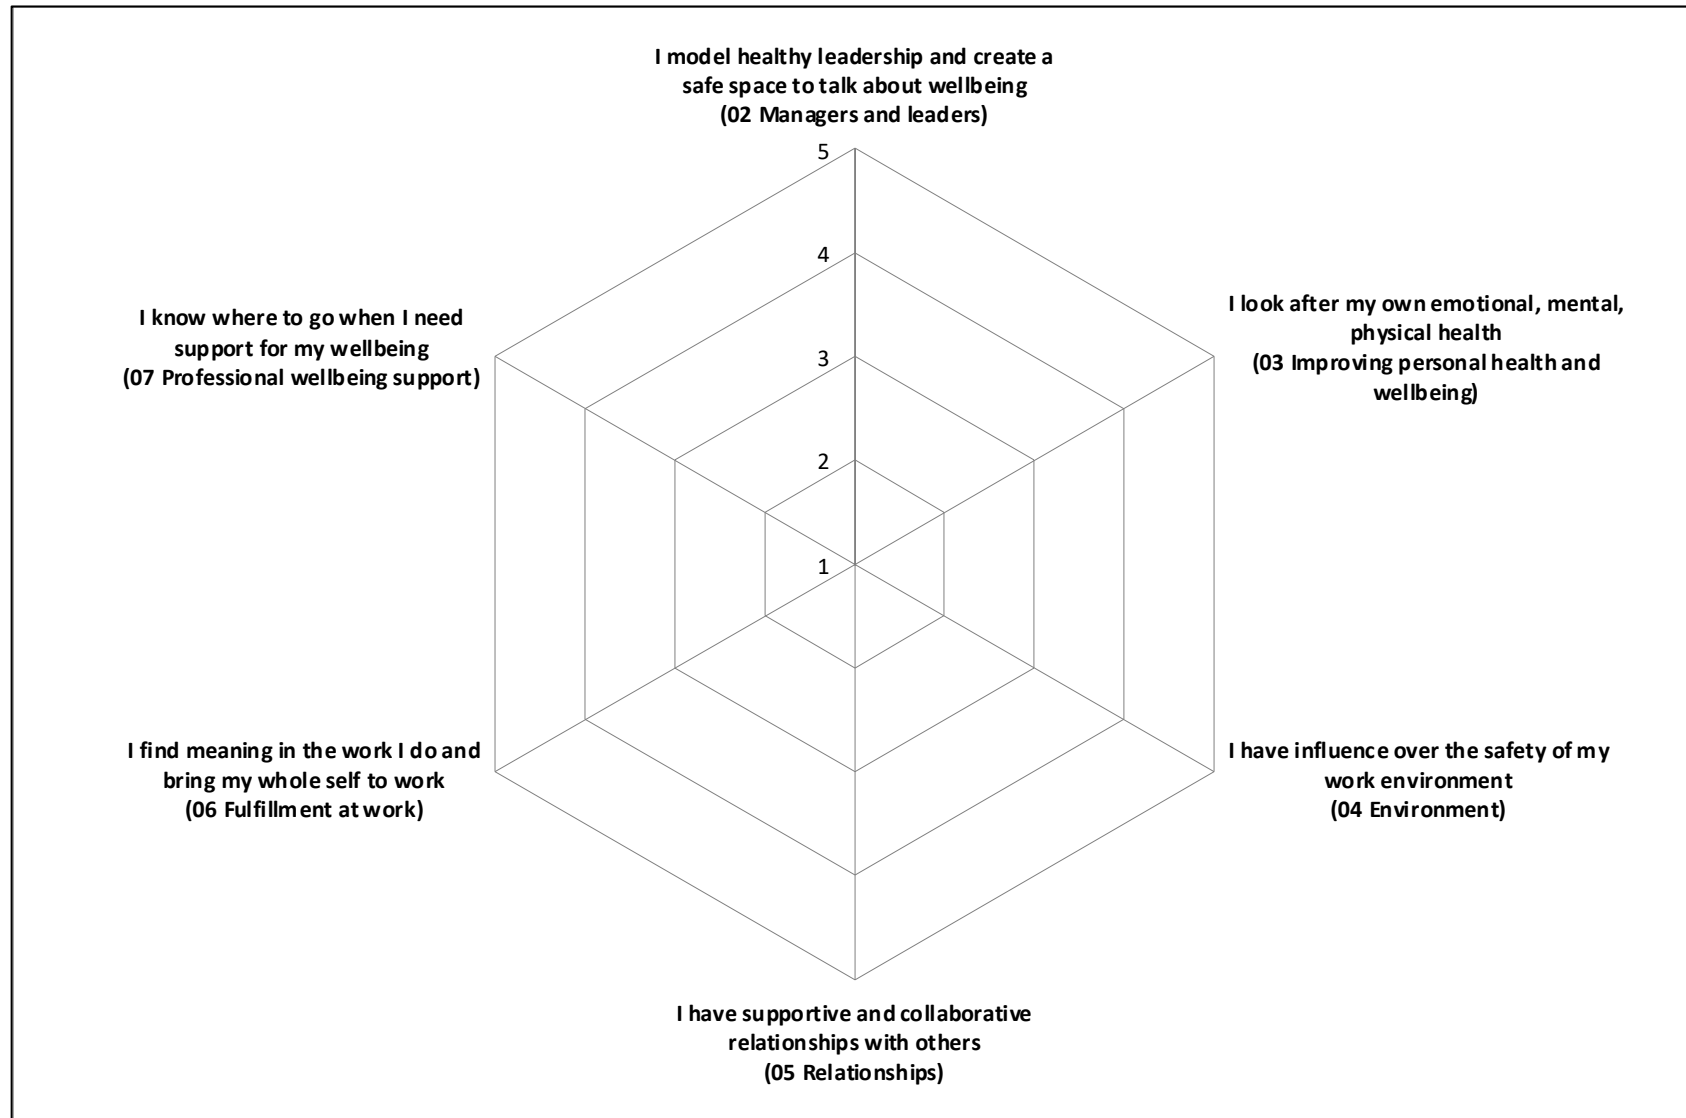 I model healthy leadership and create a
safe space to talk about wellbeing
(02 Managers and leaders)
5
4
3
2
1
I look after my own emotional, mental,
physical health
(03 Improving personal health and
wellbeing)
I have influence over the safety of my
work environment
(04 Environment)
I have supportive and collaborative
relationships with others
(05 Relationships)
I find meaning in the work I do and
bring my whole self to work
(06 Fulfillment at work)
I know where to go when I need
support for my wellbeing
(07 Professional wellbeing support)